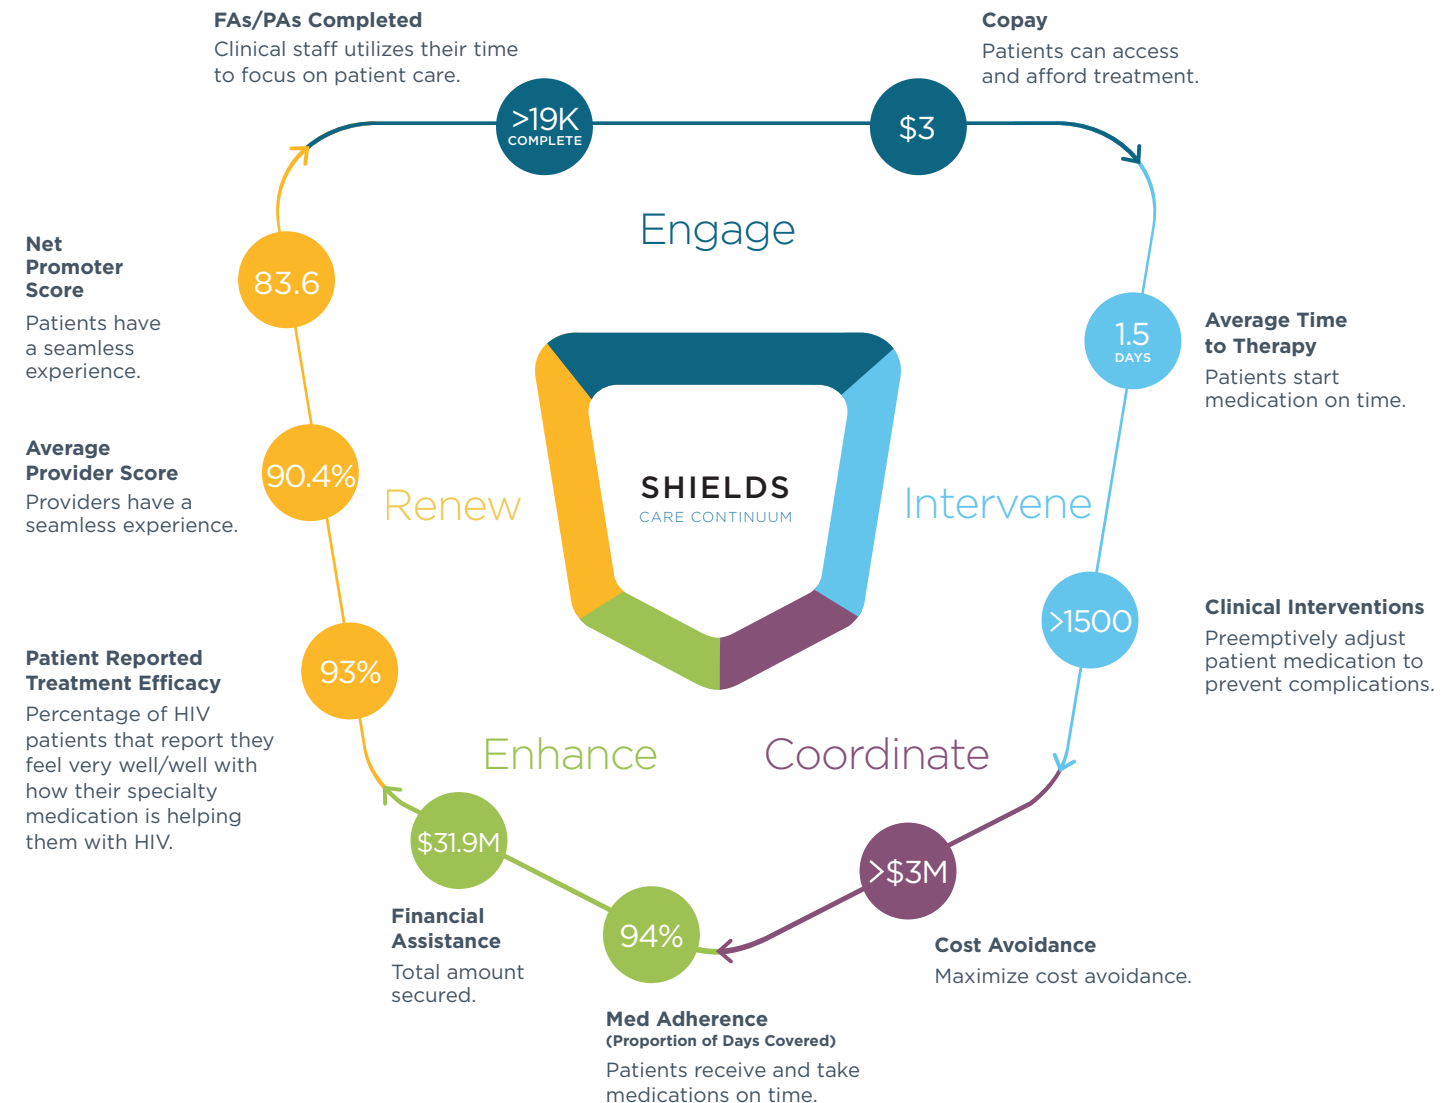 FAs/PAs Completed
Clinical staff utilizes their time
to focus on patient care.
>19K
COMPLETE
Copay
Patients can access
and afford treatment.
$3
Engage
Average Time
to Therapy
Patients start
medication on time.
1.5
DAYS
Intervene
Clinical Interventions
Preemptively adjust
patient medication to
prevent complications.
>1500
Coordinate
>$3M
Cost Avoidance
Maximize cost avoidance.
94%
Med Adherence
(Proportion of Days Covered)
Patients receive and take
medications on time.
Enhance
$31.9M
Financial
Assistance
Total amount
secured.
Patient Reported
Treatment Efficacy
Percentage of HIV
patients that report they
feel very well/well with
how their specialty
medication is helping
them with HIV.
93%
Renew
Average
Provider Score
Providers have a
seamless experience.
90.4%
Net
Promoter
Score
Patients have
a seamless
experience.
83.6
SHIELDS
CARE CONTINUUM